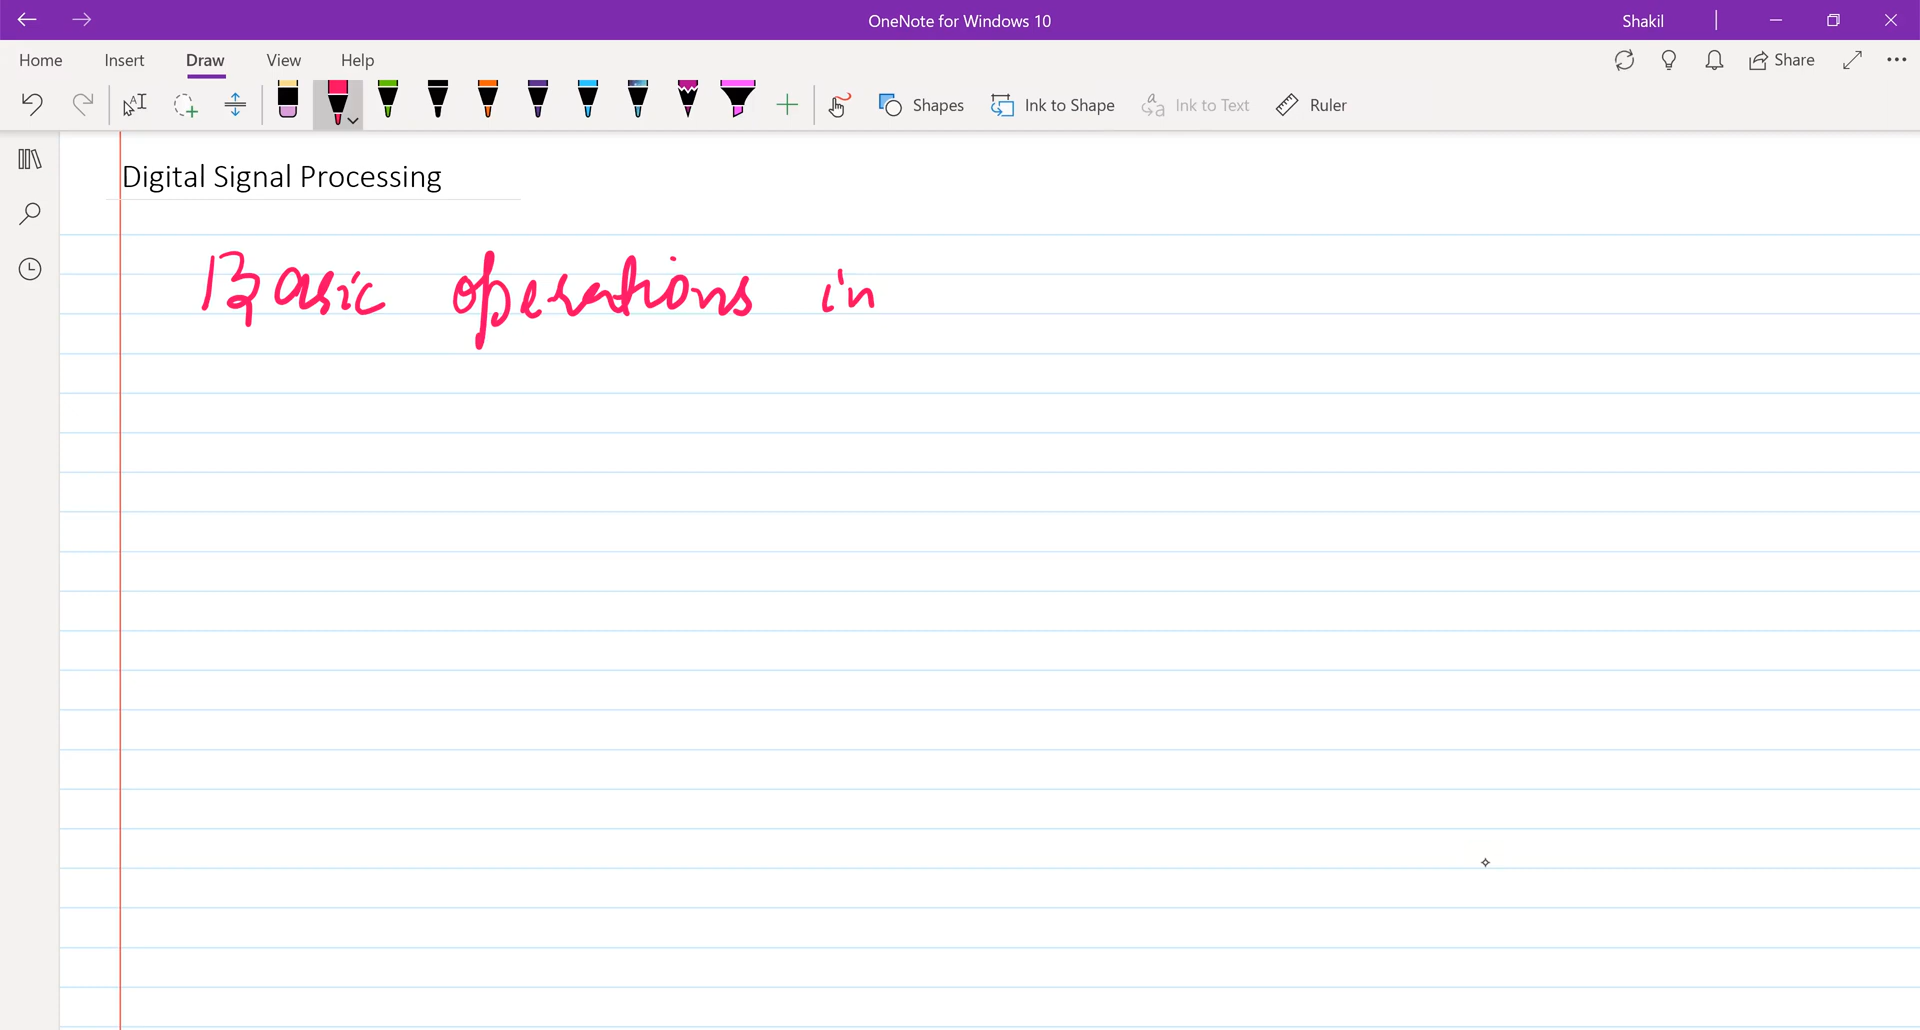 OneNote for Windows 10 Shakil
Home Insert Draw View Help Share
Shapes Ink to Shape Ink to Text Ruler
Digital Signal Processing
Basic operations in